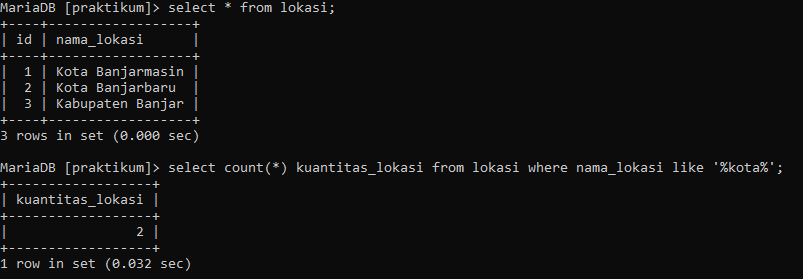 MariaDB [praktikum]> select * from lokasi;
+----+------------------+
| id | nama_lokasi      |
+----+------------------+
|  1 | Kota Banjarmasin |
|  2 | Kota Banjarbaru  |
|  3 | Kabupaten Banjar |
+----+------------------+
3 rows in set (0.000 sec)

MariaDB [praktikum]> select count(*) kuantitas_lokasi from lokasi where nama_lokasi like '%kota%';
+------------------+
| kuantitas_lokasi |
+------------------+
|                2 |
+------------------+
1 row in set (0.032 sec)